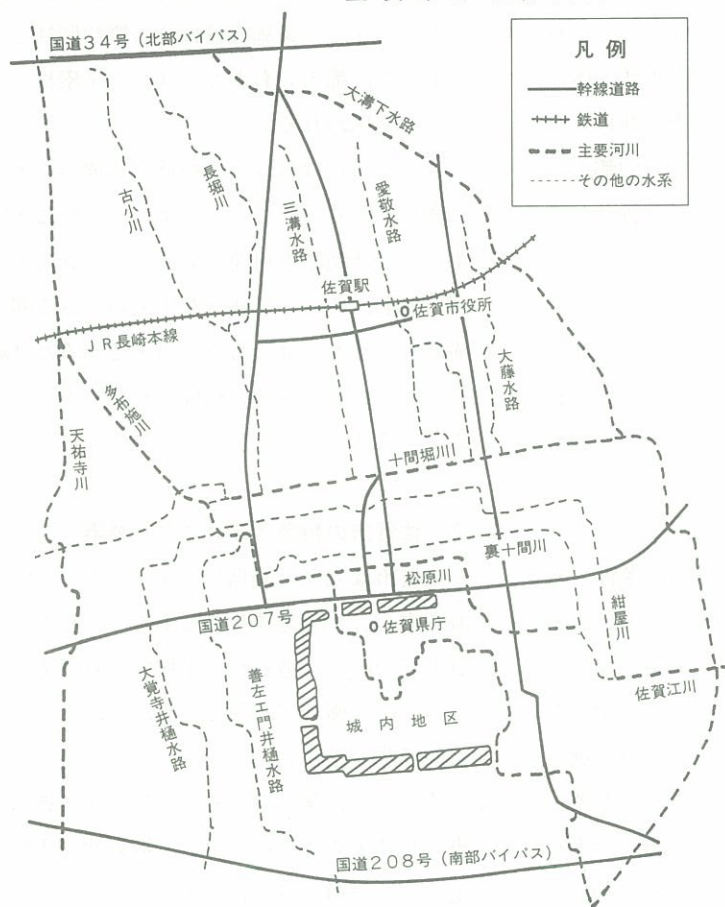 国道34号(北部バイパス)
凡例
幹線道路
鉄道
主要河川
その他の水系
大溝下水路
長堀川
古小川
三溝水路
愛敬水路
佐賀駅
佐賀市役所
JR長崎本線
大藤水路
多布施川
天祐寺川
十間堀川
裏十間川
松原川
紺屋川
国道207号
佐賀県庁
佐賀江川
大覚寺井樋水路
善左エ門井樋水路
城内地区
国道208号(南部バイパス)